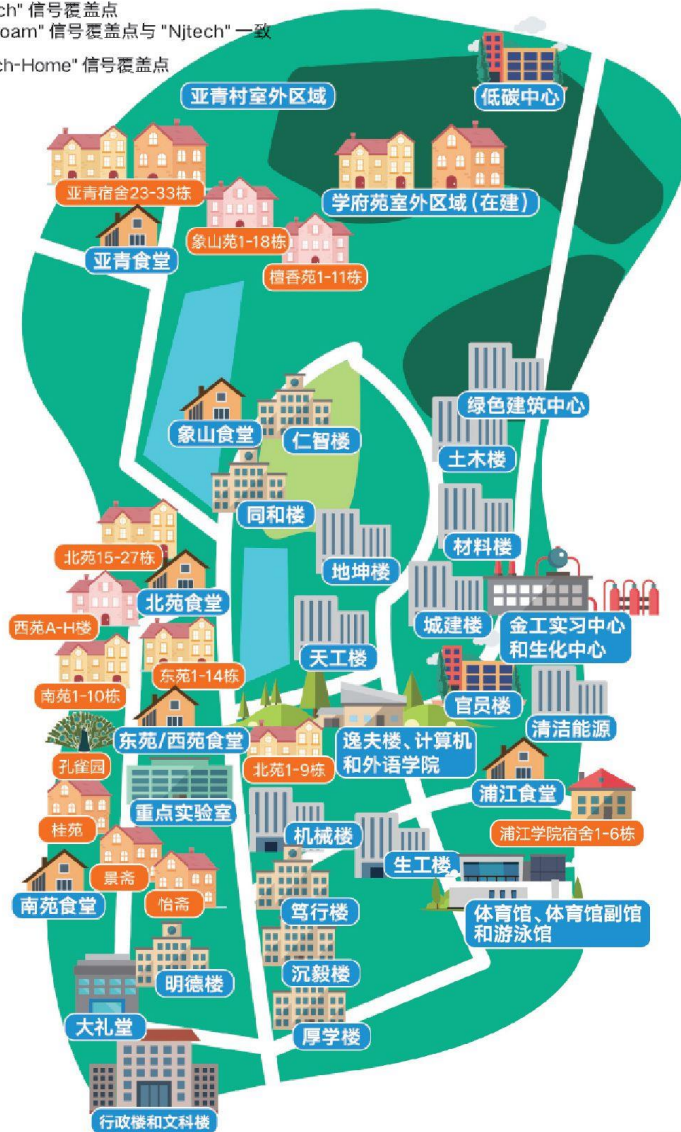 ch" 信号覆盖点
oam" 信号覆盖点与 "Njtech" 一致
ch-Home" 信号覆盖点
亚青村室外区域
低碳中心
亚青宿舍23-33栋
学府苑室外区域(在建)
象山苑1-18栋
亚青食堂
檀香苑1-11栋
绿色建筑中心
象山食堂
仁智楼
土木楼
同和楼
材料楼
北苑15-27栋
地坤楼
北苑食堂
西苑A-H楼
城建楼
金工实习中心
和生化中心
天工楼
东苑1-14栋
南苑1-10栋
官员楼
清洁能源
东苑/西苑食堂
逸夫楼、计算机
和外语学院
孔雀园
北苑1-9栋
浦江食堂
重点实验室
桂苑
机械楼
浦江学院宿舍1-6栋
生工楼
景斋
南苑食堂
怡斋
笃行楼
体育馆、体育馆副馆
和游泳馆
沉毅楼
明德楼
大礼堂
厚学楼
行政楼和文科楼